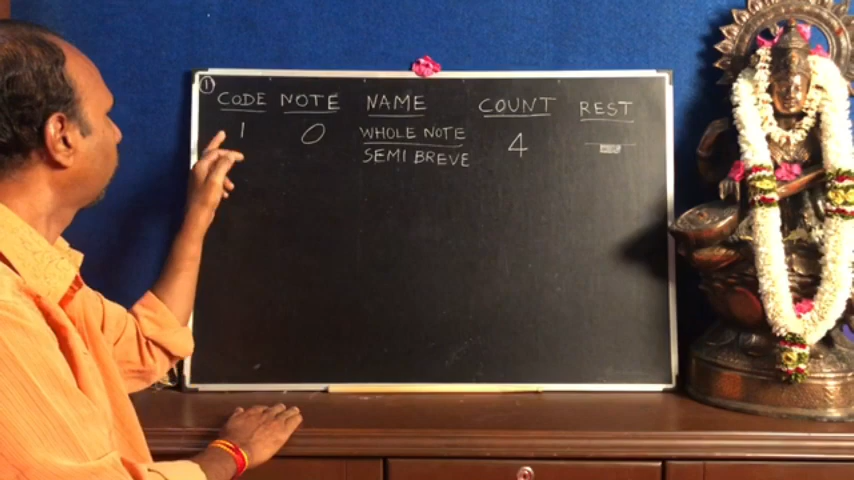 ①
CODE NOTE NAME COUNT REST
1 WHOLE NOTE 4
SEMI BREVE